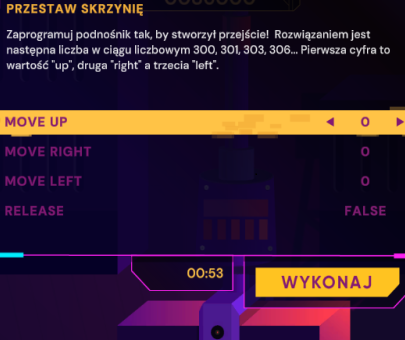 PRZESTAW SKRZYNIĘ
Zaprogramuj podnośnik tak, by stworzył przejście! Rozwiązaniem jest
następna liczba w ciągu liczbowym 300, 301, 303, 306... Pierwsza cyfra to
wartość "up", druga "right" a trzecia "left".
MOVE UP 0
MOVE RIGHT 0
MOVE LEFT 0
RELEASE FALSE
00:53
WYKONAJ